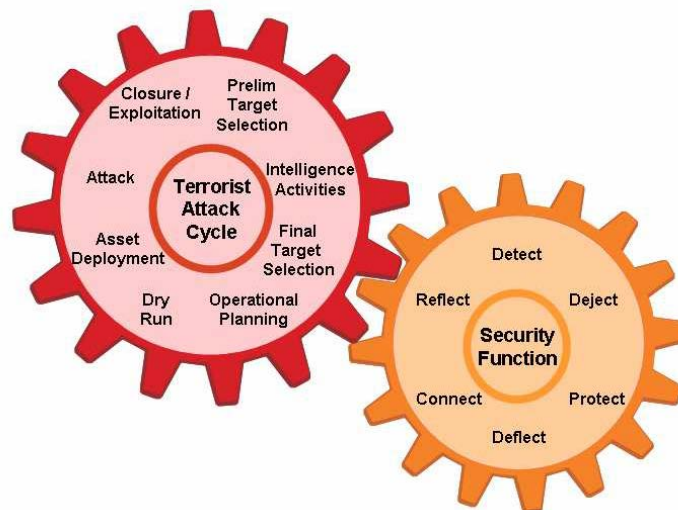 Closure /
Exploitation
Prelim
Target
Selection
Intelligence
Activities
Final
Target
Selection
Operational
Planning
Dry
Run
Asset
Deployment
Attack
Terrorist
Attack
Cycle
Detect
Deject
Protect
Deflect
Connect
Reflect
Security
Function